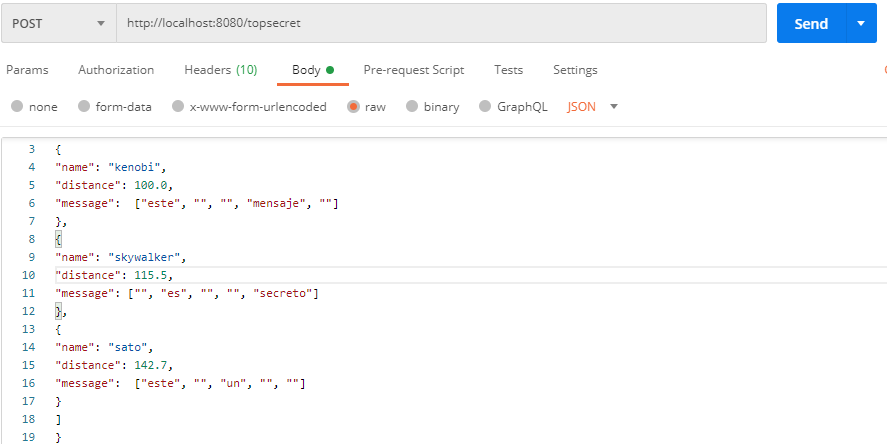 POST http://localhost:8080/topsecret Send
Params Authorization Headers (10) Body Pre-request Script Tests Settings
none form-data x-www-form-urlencoded raw binary GraphQL JSON
3 {
4 "name": "kenobi",
5 "distance": 100.0,
6 "message":  ["este", "", "", "mensaje", ""]
7 },
8 {
9 "name": "skywalker",
10 "distance": 115.5,
11 "message": ["", "es", "", "", "secreto"]
12 },
13 {
14 "name": "sato",
15 "distance": 142.7,
16 "message":  ["este", "", "un", "", ""]
17 }
18 ]
19 }